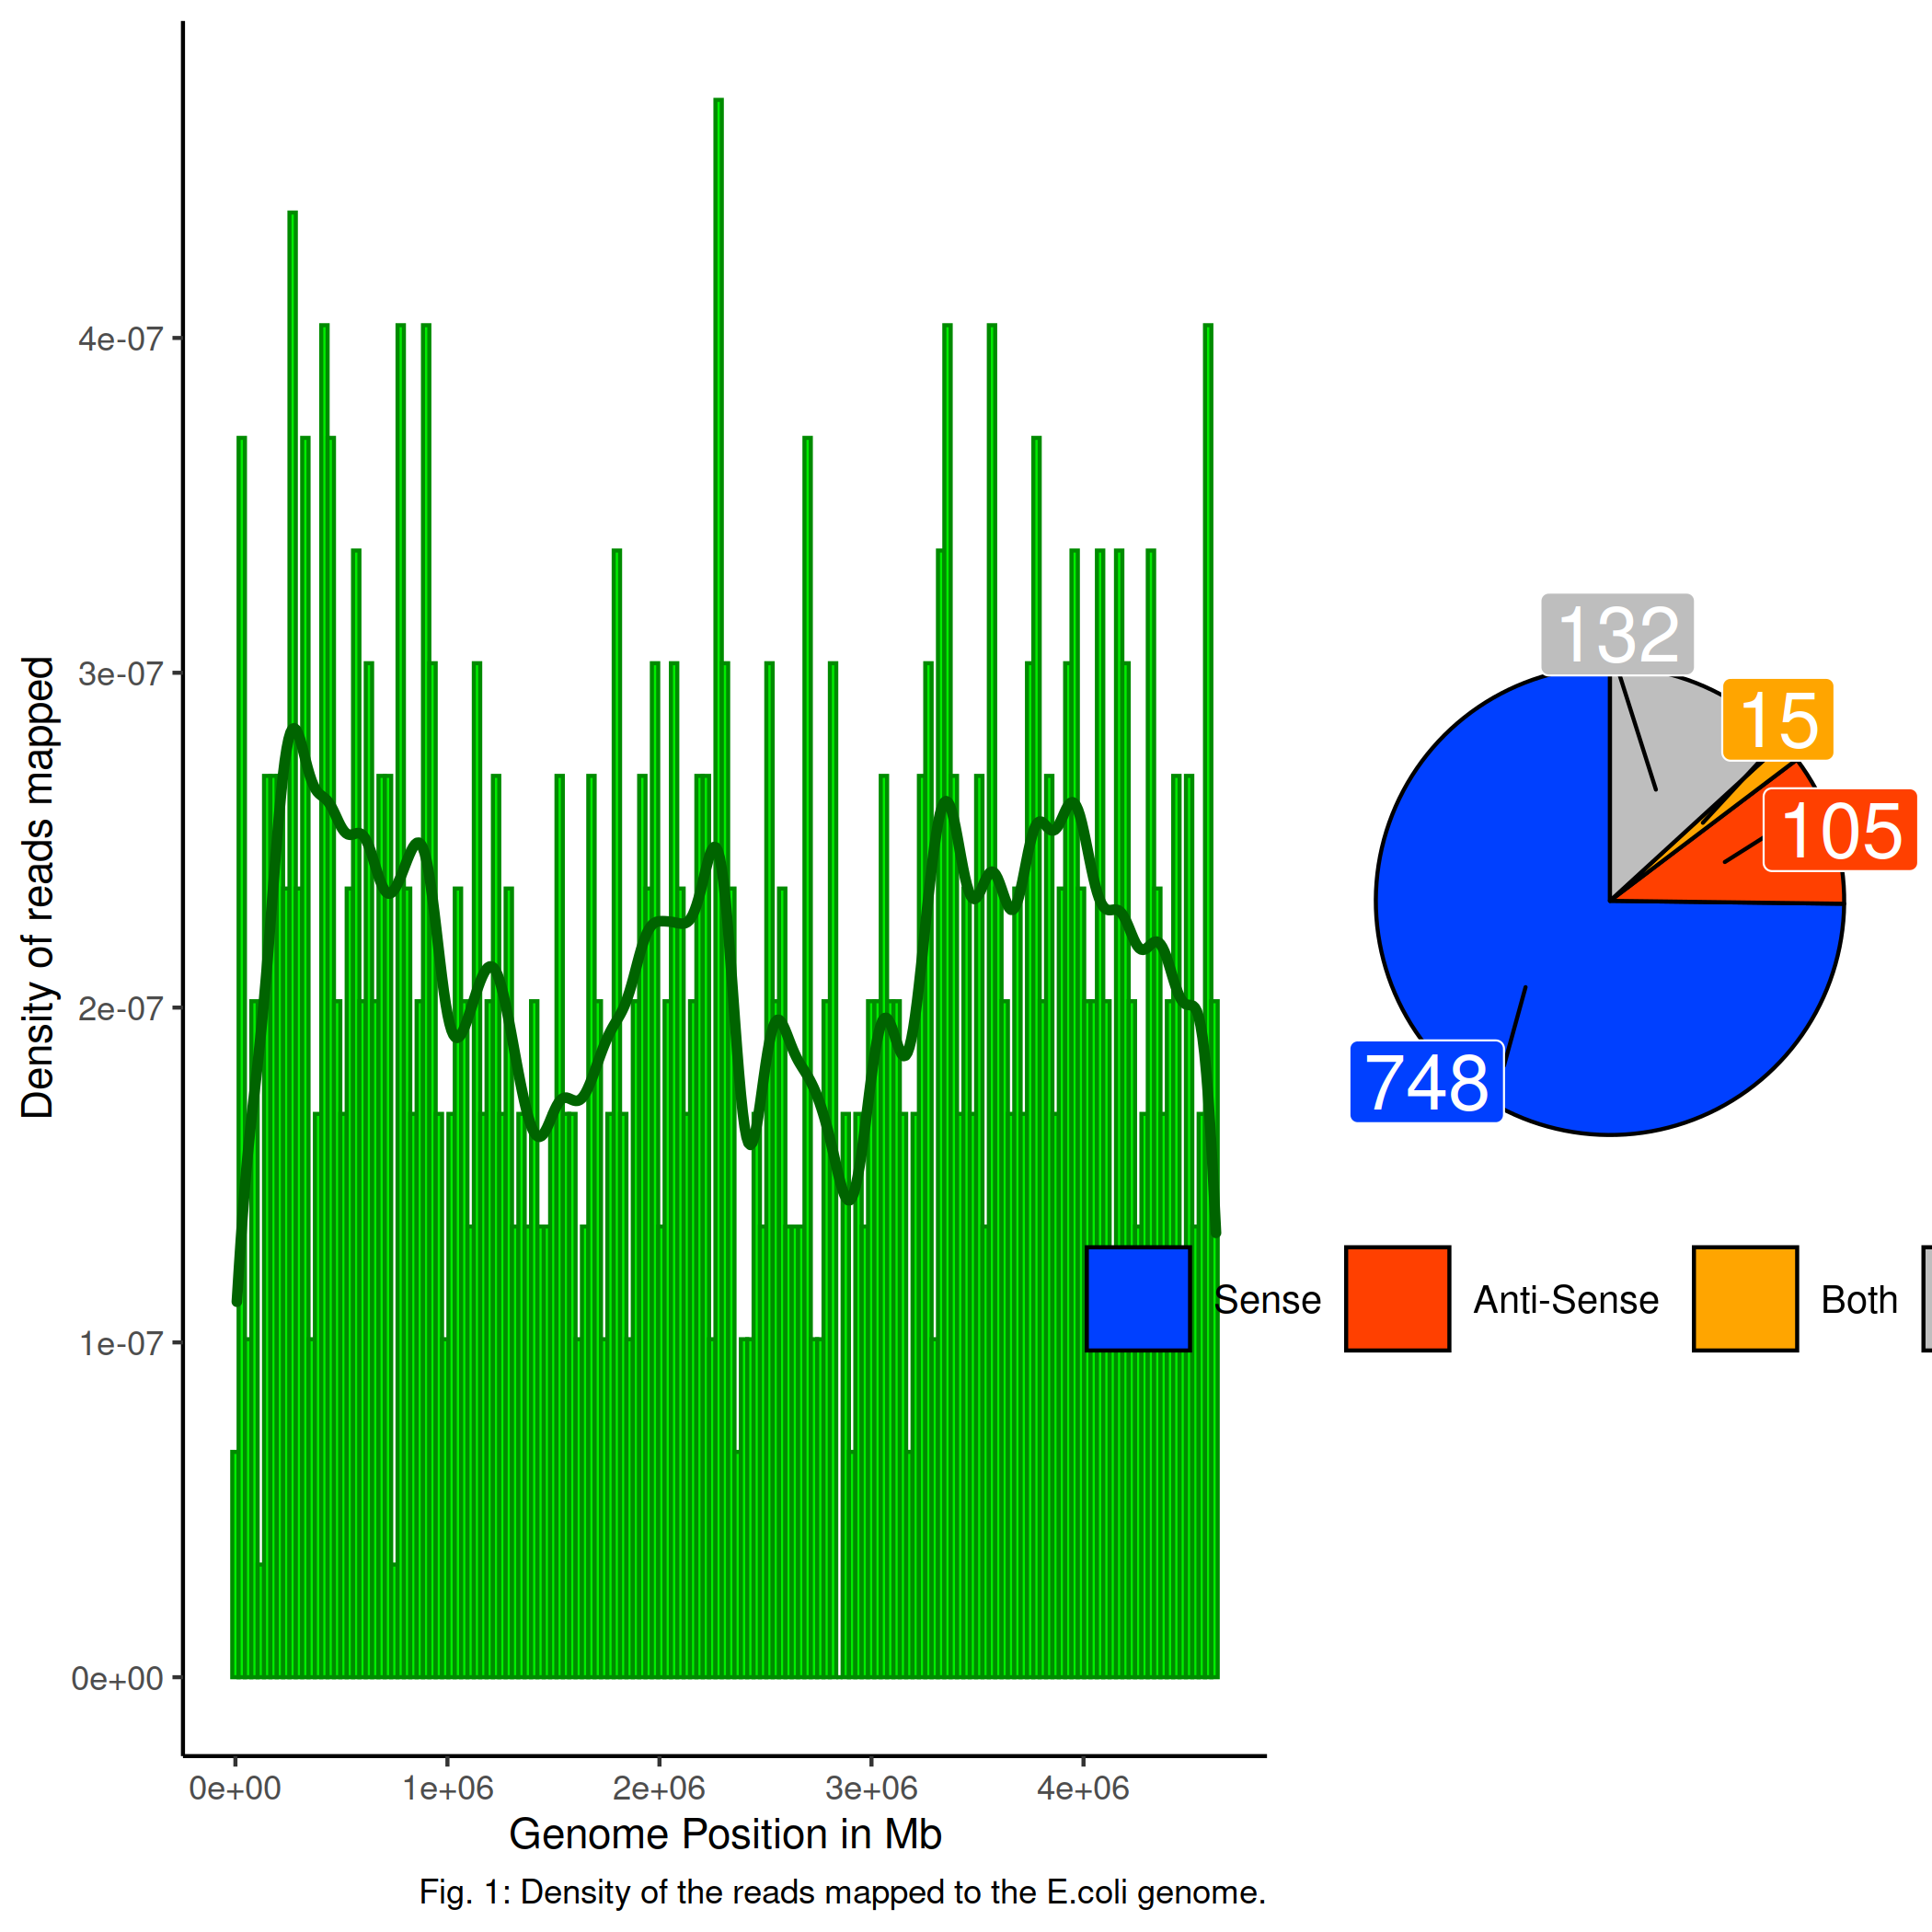 Density of reads mapped
4e-07
3e-07
2e-07
1e-07
0e+00
0e+00 1e+06 2e+06 3e+06 4e+06
Genome Position in Mb
Fig. 1: Density of the reads mapped to the E.coli genome.
132
15
105
748
Sense Anti-Sense Both